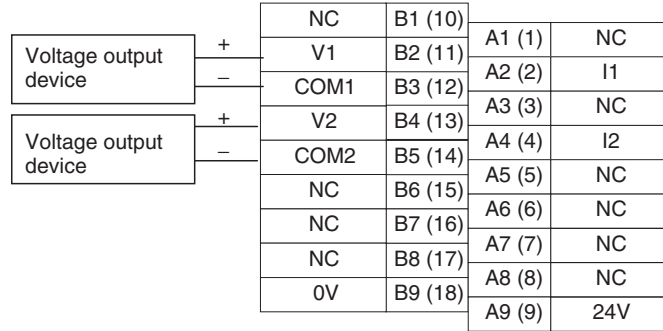 NC B1 (10)
A1 (1) NC
Voltage output device + V1 B2 (11)
A2 (2) I1
− COM1 B3 (12)
A3 (3) NC
Voltage output device + V2 B4 (13)
A4 (4) I2
− COM2 B5 (14)
A5 (5) NC
NC B6 (15)
A6 (6) NC
NC B7 (16)
A7 (7) NC
NC B8 (17)
A8 (8) NC
0V B9 (18)
A9 (9) 24V